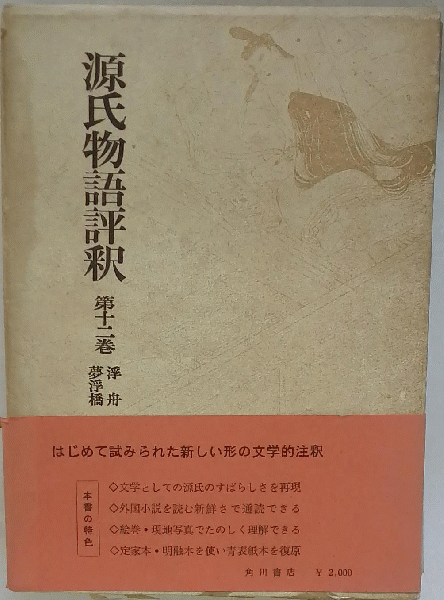 源氏物語評釈
第十二巻
浮舟
夢浮橋
はじめて試みられた新しい形の文学的注釈
本書の特色
◇文学としての源氏のすばらしさを再現
◇外国小説を読む新鮮さで通読できる
◇絵巻・現地写真でたのしく理解できる
◇定家本・明融本を使い青表紙本を復原
角川書店 ￥2,000